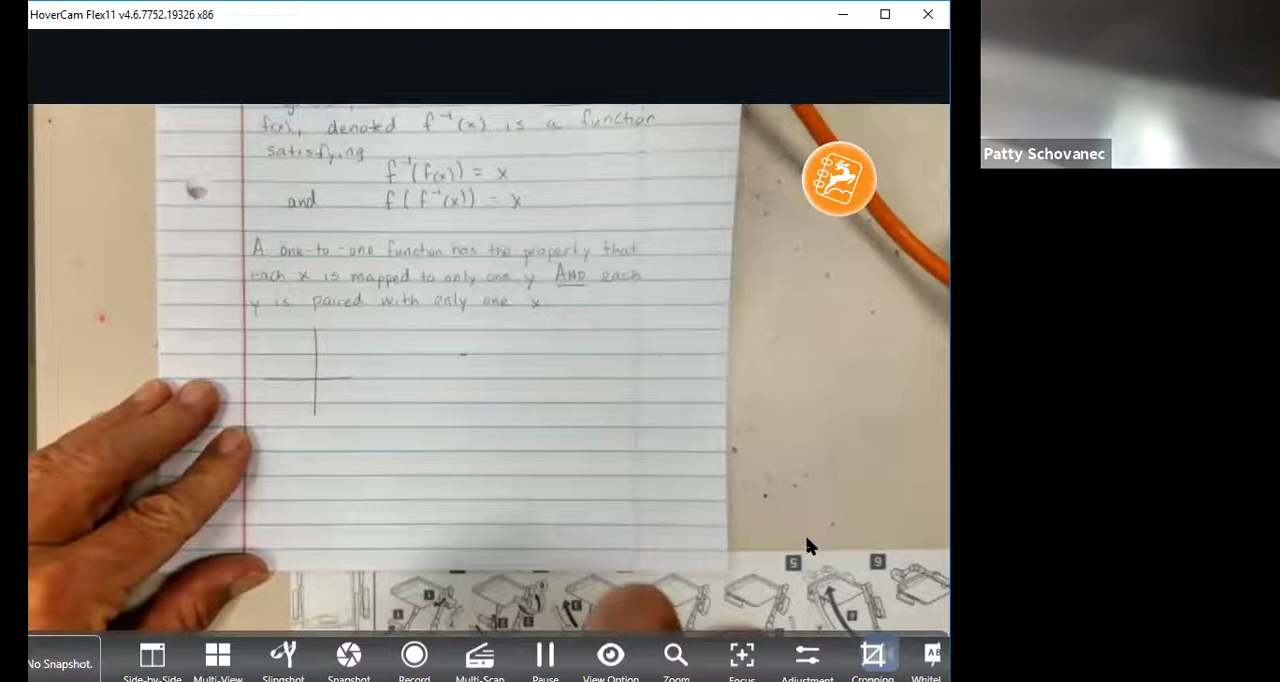 HoverCam Flex11 v4.6.7752.19326 x86
f(x), denoted f⁻¹(x) is a function
satisfying
f⁻¹(f(x)) = x
and f(f⁻¹(x)) = x
A one-to-one function has the property that
each x is mapped to only one y AND each
y is paired with only one x.
Patty Schovanec
5 6
No Snapshot.
Side-by-Side Multi-View Slingshot Snapshot Record Multi-Scan Pause View Option Zoom Focus Adjustment Cropping